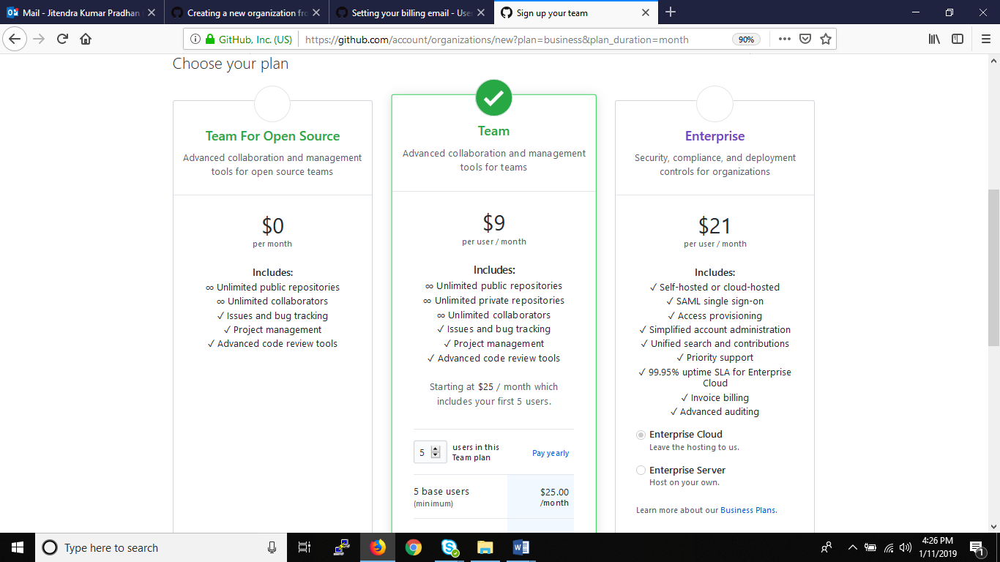 Mail - Jitendra Kumar Pradhan
Creating a new organization fro
Setting your billing email - Use
Sign up your team
GitHub, Inc. (US)
https://github.com/account/organizations/new?plan=business&plan_duration=month
90%
Choose your plan
Team For Open Source
Advanced collaboration and management
tools for open source teams
$0
per month
Includes:
∞ Unlimited public repositories
∞ Unlimited collaborators
✓ Issues and bug tracking
✓ Project management
✓ Advanced code review tools
Team
Advanced collaboration and management
tools for teams
$9
per user / month
Includes:
∞ Unlimited public repositories
∞ Unlimited private repositories
∞ Unlimited collaborators
✓ Issues and bug tracking
✓ Project management
✓ Advanced code review tools
Starting at $25 / month which
includes your first 5 users.
5
users in this
Team plan
Pay yearly
5 base users
(minimum)
$25.00
/month
Enterprise
Security, compliance, and deployment
controls for organizations
$21
per user / month
Includes:
✓ Self-hosted or cloud-hosted
✓ SAML single sign-on
✓ Access provisioning
✓ Simplified account administration
✓ Unified search and contributions
✓ Priority support
✓ 99.95% uptime SLA for Enterprise
Cloud
✓ Invoice billing
✓ Advanced auditing
Enterprise Cloud
Leave the hosting to us.
Enterprise Server
Host on your own.
Learn more about our Business Plans.
Type here to search
4:26 PM
1/11/2019
1